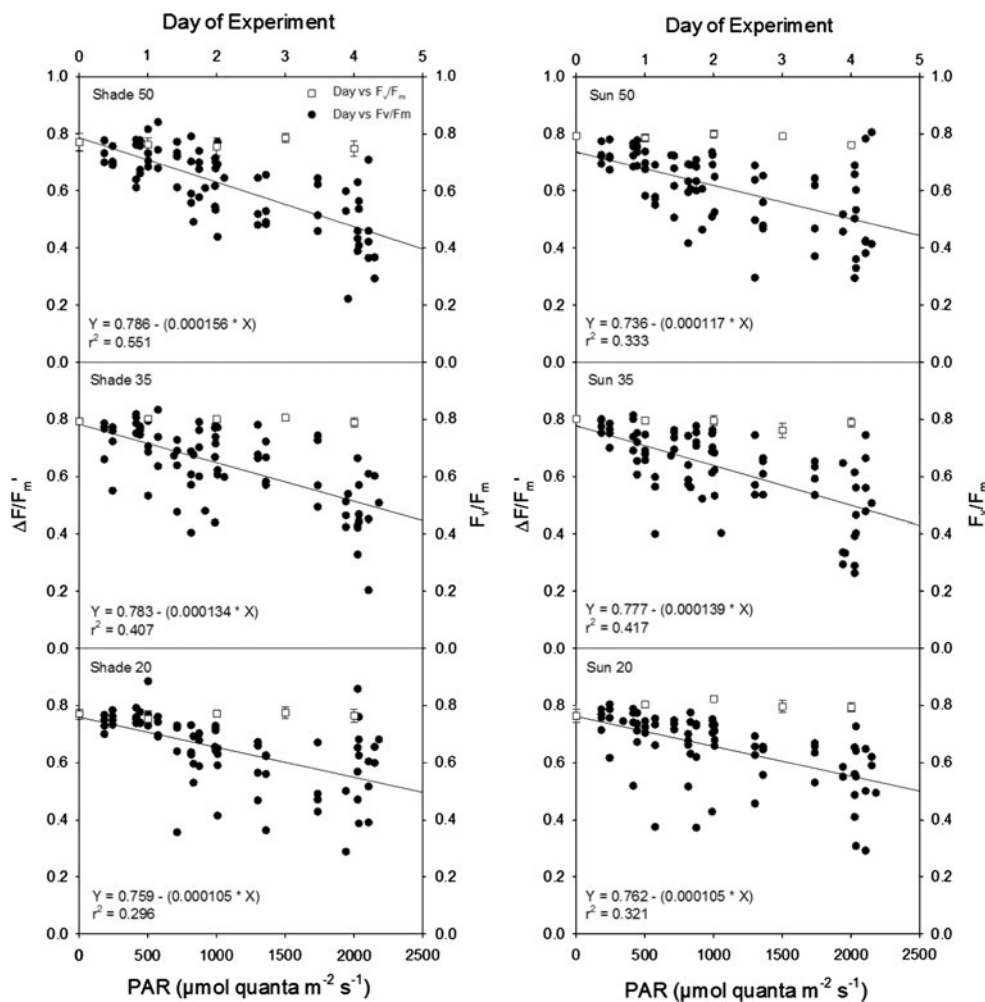 Day of Experiment
0 1 2 3 4 5
1.0 0.8 0.6 0.4 0.2 0.0
Shade 50
Day vs Fv/Fm
Day vs Fv/Fm
Y = 0.786 - (0.000156 * X)
r² = 0.551
1.0 0.8 0.6 0.4 0.2 0.0
Day of Experiment
0 1 2 3 4 5
1.0 0.8 0.6 0.4 0.2 0.0
Sun 50
Y = 0.736 - (0.000117 * X)
r² = 0.333
1.0 0.8 0.6 0.4 0.2 0.0
ΔF/Fm'
0.8 0.6 0.4 0.2 0.0
Shade 35
Y = 0.783 - (0.000134 * X)
r² = 0.407
0.8 0.6 0.4 0.2 0.0
Fv/Fm
ΔF/Fm'
0.8 0.6 0.4 0.2 0.0
Sun 35
Y = 0.777 - (0.000139 * X)
r² = 0.417
0.8 0.6 0.4 0.2 0.0
Fv/Fm
0.8 0.6 0.4 0.2 0.0
Shade 20
Y = 0.759 - (0.000105 * X)
r² = 0.296
0.8 0.6 0.4 0.2 0.0
0 500 1000 1500 2000 2500
PAR (µmol quanta m⁻² s⁻¹)
0.8 0.6 0.4 0.2 0.0
Sun 20
Y = 0.762 - (0.000105 * X)
r² = 0.321
0.8 0.6 0.4 0.2 0.0
0 500 1000 1500 2000 2500
PAR (µmol quanta m⁻² s⁻¹)